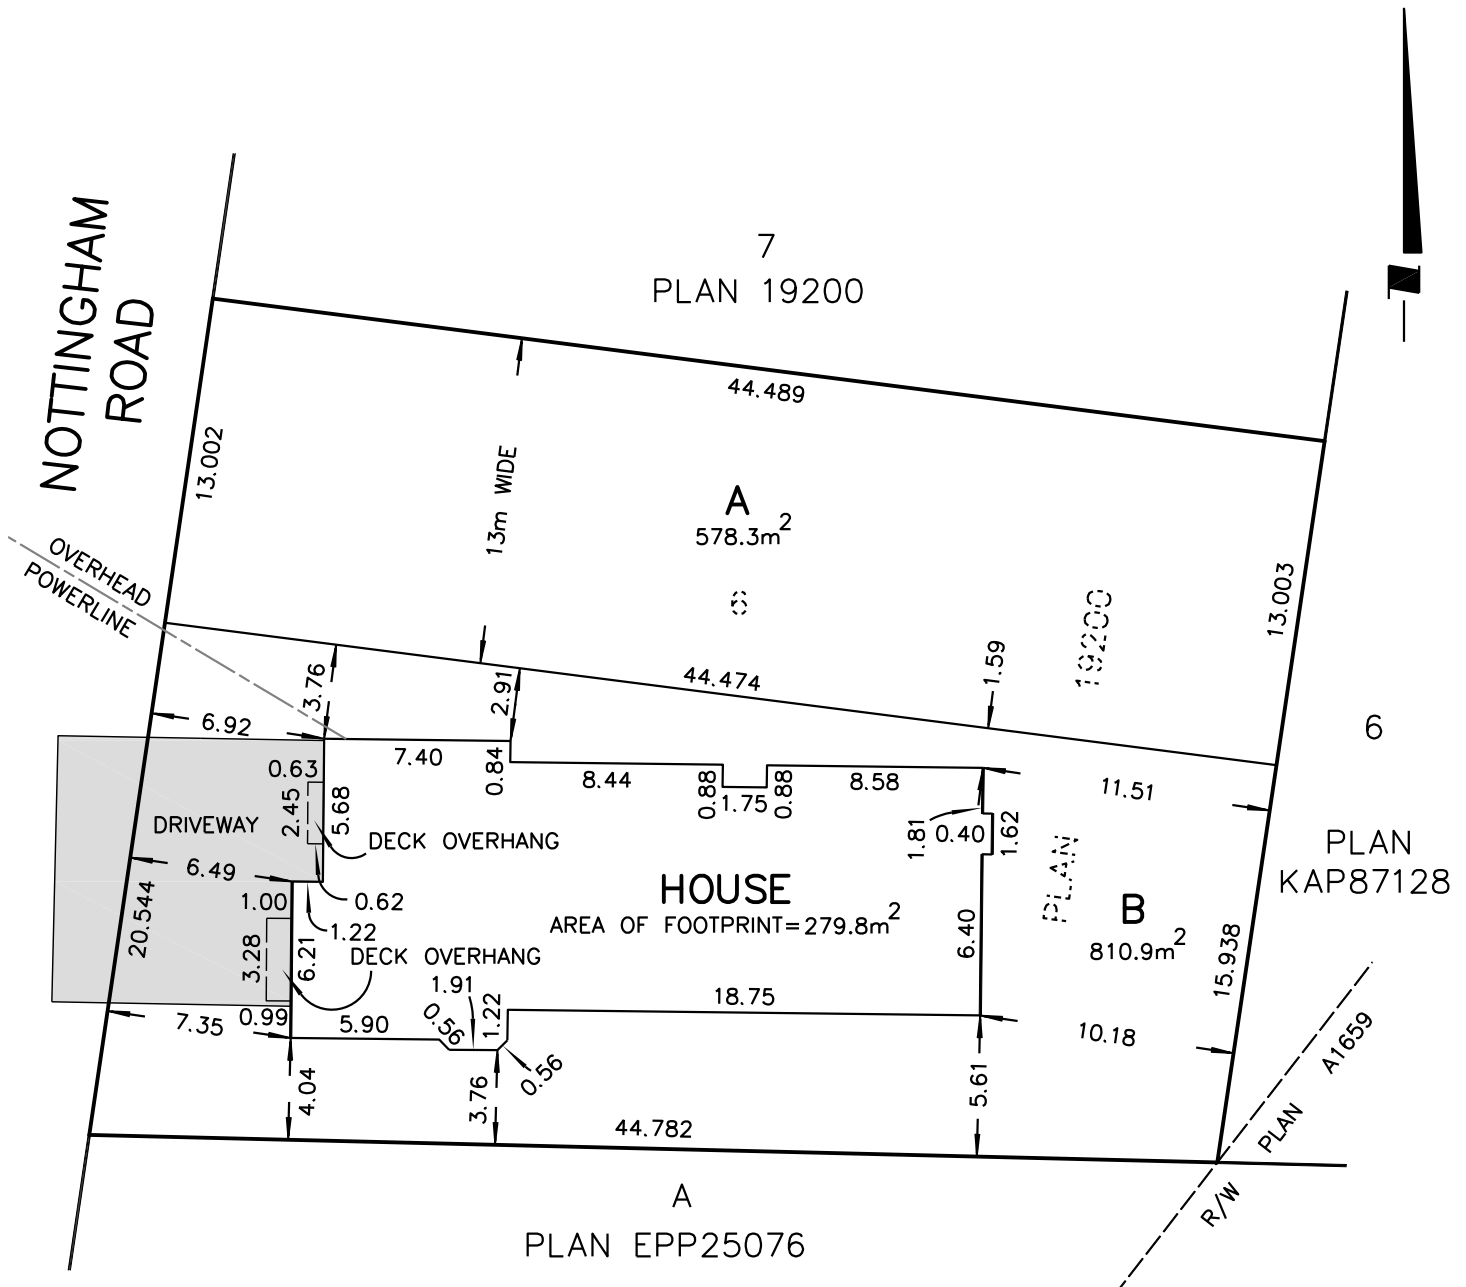 7
PLAN 19200
NOTTINGHAM
ROAD
N
44.489
13.002
13m WIDE
A
578.3m²
6
13.003
19200
OVERHEAD
POWERLINE
3.76
2.91
44.474
1.59
6.92
7.40
0.84
8.44
0.88
1.75
0.88
8.58
11.51
6
0.63
2.45
5.68
DRIVEWAY
DECK OVERHANG
1.81
0.40
1.62
PLAN
PLAN
KAP87128
6.49
0.62
1.00
1.22
HOUSE
AREA OF FOOTPRINT=279.8m²
B
810.9m²
20.544
3.28
6.21
DECK OVERHANG
6.40
15.938
1.91
0.56
1.22
18.75
7.35
0.99
5.90
0.56
10.18
4.04
3.76
5.61
44.782
A1659
PLAN
R/W
A
PLAN EPP25076